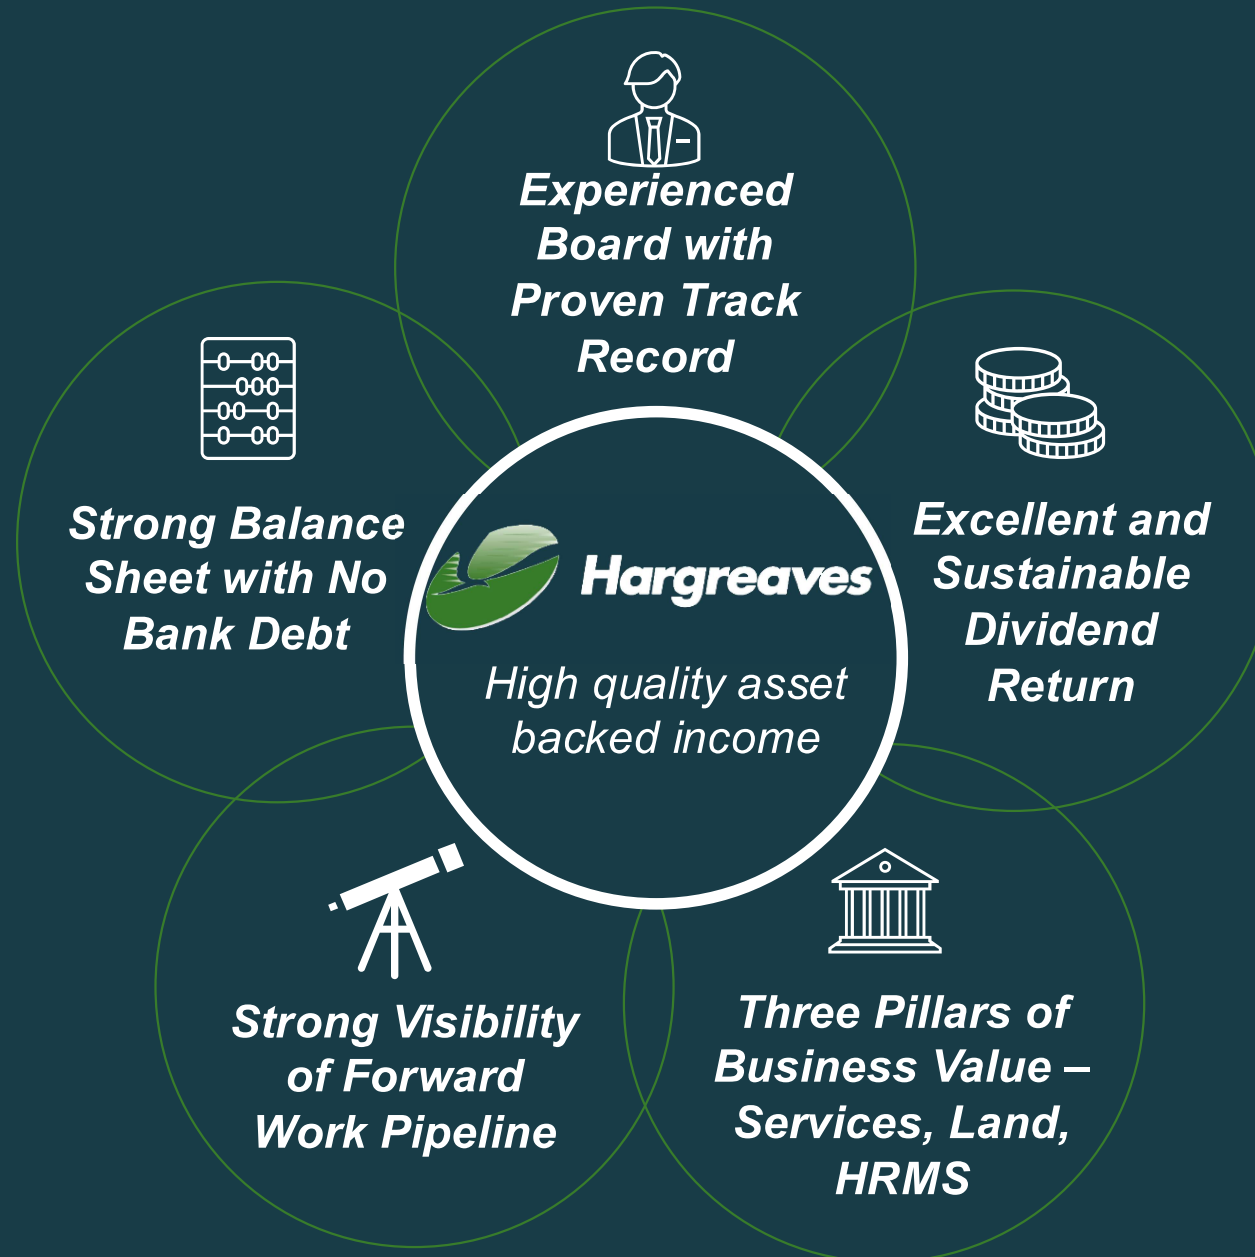 Experienced
Board with
Proven Track
Record
Strong Balance
Sheet with No
Bank Debt
Hargreaves
High quality asset
backed income
Excellent and
Sustainable
Dividend
Return
Strong Visibility
of Forward
Work Pipeline
Three Pillars of
Business Value –
Services, Land,
HRMS